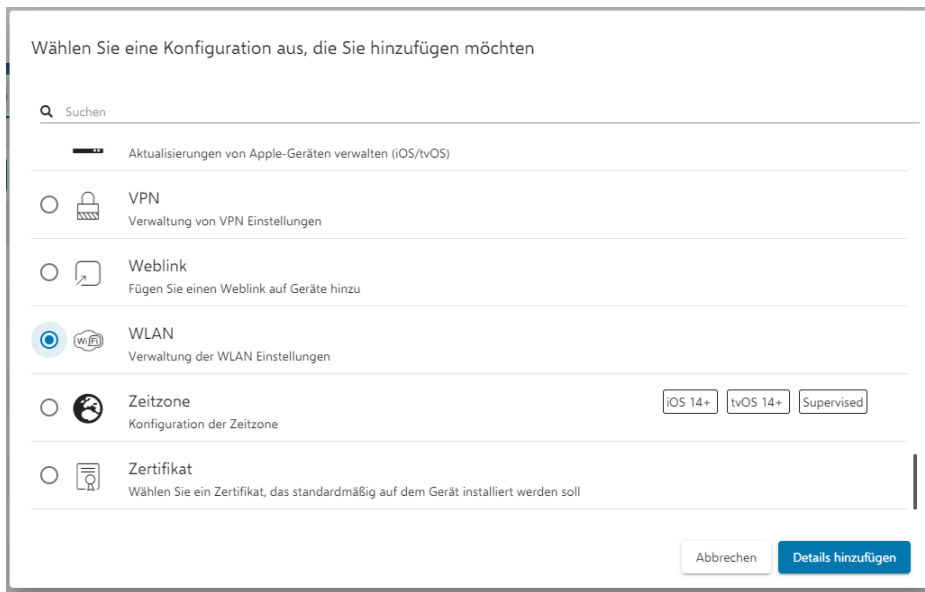 Wählen Sie eine Konfiguration aus, die Sie hinzufügen möchten
Suchen
Aktualisierungen von Apple-Geräten verwalten (iOS/tvOS)
VPN
Verwaltung von VPN Einstellungen
Weblink
Fügen Sie einen Weblink auf Geräte hinzu
WiFi
WLAN
Verwaltung der WLAN Einstellungen
Zeitzone
iOS 14+ tvOS 14+ Supervised
Konfiguration der Zeitzone
Zertifikat
Wählen Sie ein Zertifikat, das standardmäßig auf dem Gerät installiert werden soll
Abbrechen Details hinzufügen